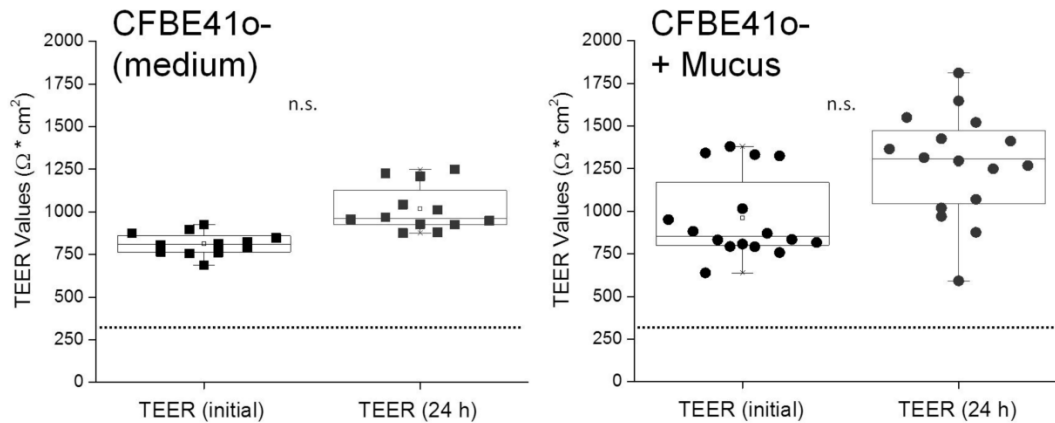 CFBE41o-
(medium)
2000
1750
1500
1250
1000
750
500
250
0
TEER Values (Ω * cm²)
n.s.
TEER (initial)
TEER (24 h)
CFBE41o-
+ Mucus
2000
1750
1500
1250
1000
750
500
250
0
TEER Values (Ω * cm²)
n.s.
TEER (initial)
TEER (24 h)